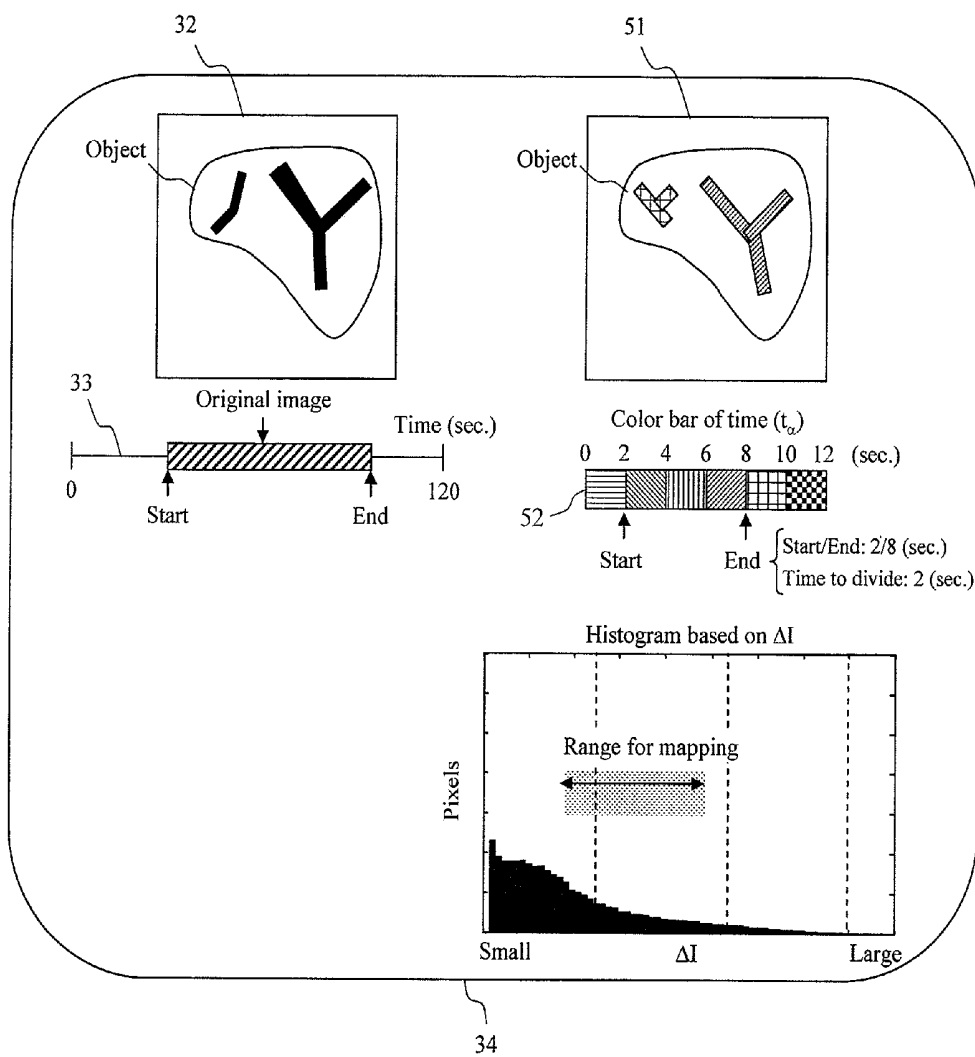 32
51
Object
Object
33
Original image
Time (sec.)
0
120
Start
End
Color bar of time (tα)
0 2 4 6 8 10 12 (sec.)
52
Start
End
Start/End: 2/8 (sec.)
Time to divide: 2 (sec.)
Histogram based on ΔI
Range for mapping
Pixels
Small
ΔI
Large
34